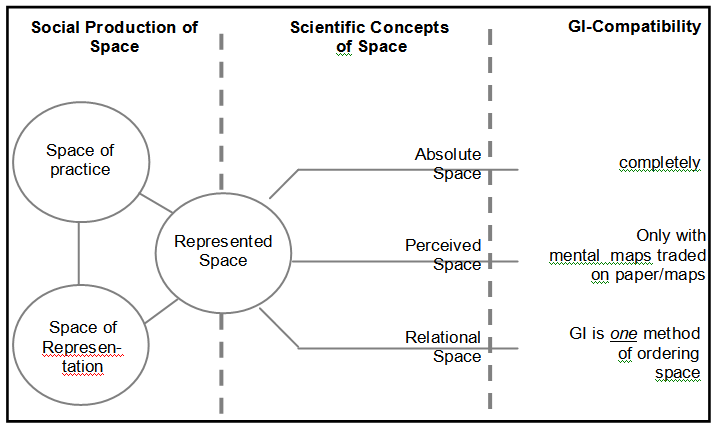 Social Production of
Space
Scientific Concepts
of Space
GI-Compatibility
Space of
practice
Represented
Space
Space of
Represen-
tation
Absolute
Space
Perceived
Space
Relational
Space
completely
Only with
mental maps traded
on paper/maps
GI is one method
of ordering
space